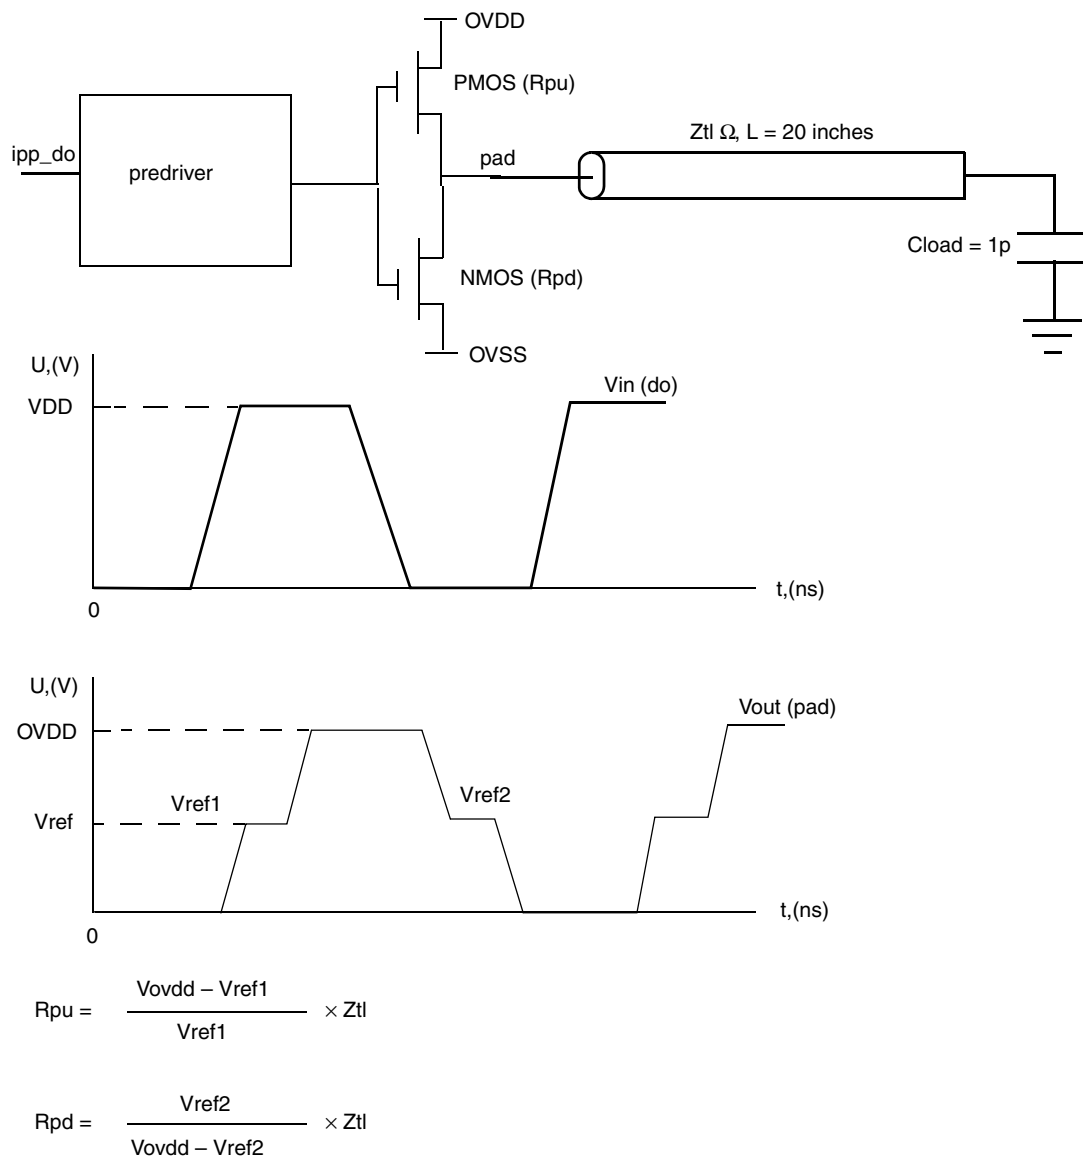 OVDD
PMOS (Rpu)
ipp_do
predriver
pad
Ztl Ω, L = 20 inches
Cload = 1p
NMOS (Rpd)
OVSS
U,(V)
VDD
Vin (do)
t,(ns)
0
U,(V)
OVDD
Vout (pad)
Vref1
Vref2
Vref
t,(ns)
0
Rpu = Vovdd – Vref1 / Vref1 × Ztl
Rpd = Vref2 / Vovdd – Vref2 × Ztl